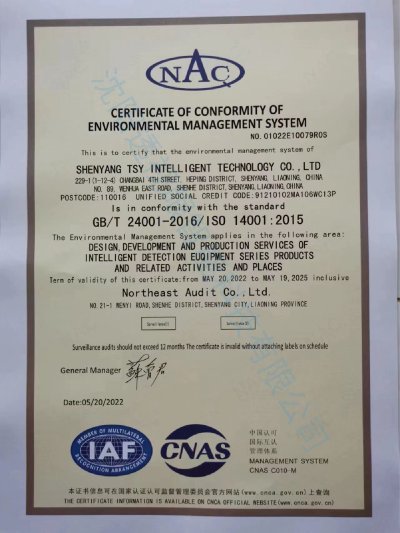 NAC
CERTIFICATE OF CONFORMITY OF
ENVIRONMENTAL MANAGEMENT SYSTEM
NO. 01022E10079R0S
This is to certify that the environmental management system of
SHENYANG TSY INTELLIGENT TECHNOLOGY CO., LTD
229-1(1-12-4) CHANGBAI 4TH STREET, HEPING DISTRICT, SHENYANG, LIAONING, CHINA
NO. 89, WENHUA EAST ROAD, SHENHE DISTRICT, SHENYANG, LIAONING, CHINA
POSTCODE: 110016 UNIFIED SOCIAL CREDIT CODE: 91210102MA106WC13P
Is in conformity with the standard
GB/T 24001-2016/ISO 14001:2015
The Environmental Management System applies in the following area:
DESIGN, DEVELOPMENT AND PRODUCTION SERVICES OF
INTELLIGENT DETECTION EUQIPMENT SERIES PRODUCTS
AND RELATED ACTIVITIES AND PLACES
Term of validity of this certificate:from MAY 20, 2022 to MAY 19, 2025 inclusive
Northeast Audit Co., Ltd.
NO. 21-1 WENYI ROAD, SHENHE DISTRICT, SHENYANG CITY, LIAONING PROVINCE
Surveillance audits should not exceed 12 months The certificate is invalid without attaching labels on schedule
General Manager
Date:05/20/2022
MEMBER OF MULTILATERAL
IAF
RECOGNITION ARRANGEMENT
CNAS
中国认可
国际互认
管理体系
MANAGEMENT SYSTEM
CNAS C010-M
本证书信息可在国家认证认可监督管理委员会官方网站(www.cnca.gov.cn)上查询
THE CERTIFICATE INFORMATION IS AVAILABLE ON CNCA OFFICIAL WEBSITE(www.cnca.gov.cn)